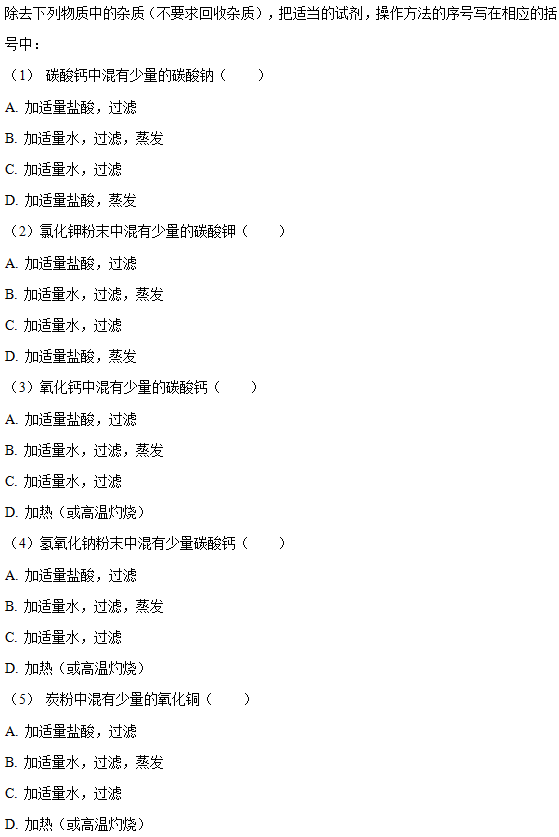 除去下列物质中的杂质（不要求回收杂质），把适当的试剂，操作方法的序号写在相应的括
号中：
（1） 碳酸钙中混有少量的碳酸钠（　　）
A. 加适量盐酸，过滤
B. 加适量水，过滤，蒸发
C. 加适量水，过滤
D. 加适量盐酸，蒸发
（2）氯化钾粉末中混有少量的碳酸钾（　　）
A. 加适量盐酸，过滤
B. 加适量水，过滤，蒸发
C. 加适量水，过滤
D. 加适量盐酸，蒸发
（3）氧化钙中混有少量的碳酸钙（　　）
A. 加适量盐酸，过滤
B. 加适量水，过滤，蒸发
C. 加适量水，过滤
D. 加热（或高温灼烧）
（4）氢氧化钠粉末中混有少量碳酸钙（　　）
A. 加适量盐酸，过滤
B. 加适量水，过滤，蒸发
C. 加适量水，过滤
D. 加热（或高温灼烧）
（5） 炭粉中混有少量的氧化铜（　　）
A. 加适量盐酸，过滤
B. 加适量水，过滤，蒸发
C. 加适量水，过滤
D. 加热（或高温灼烧）